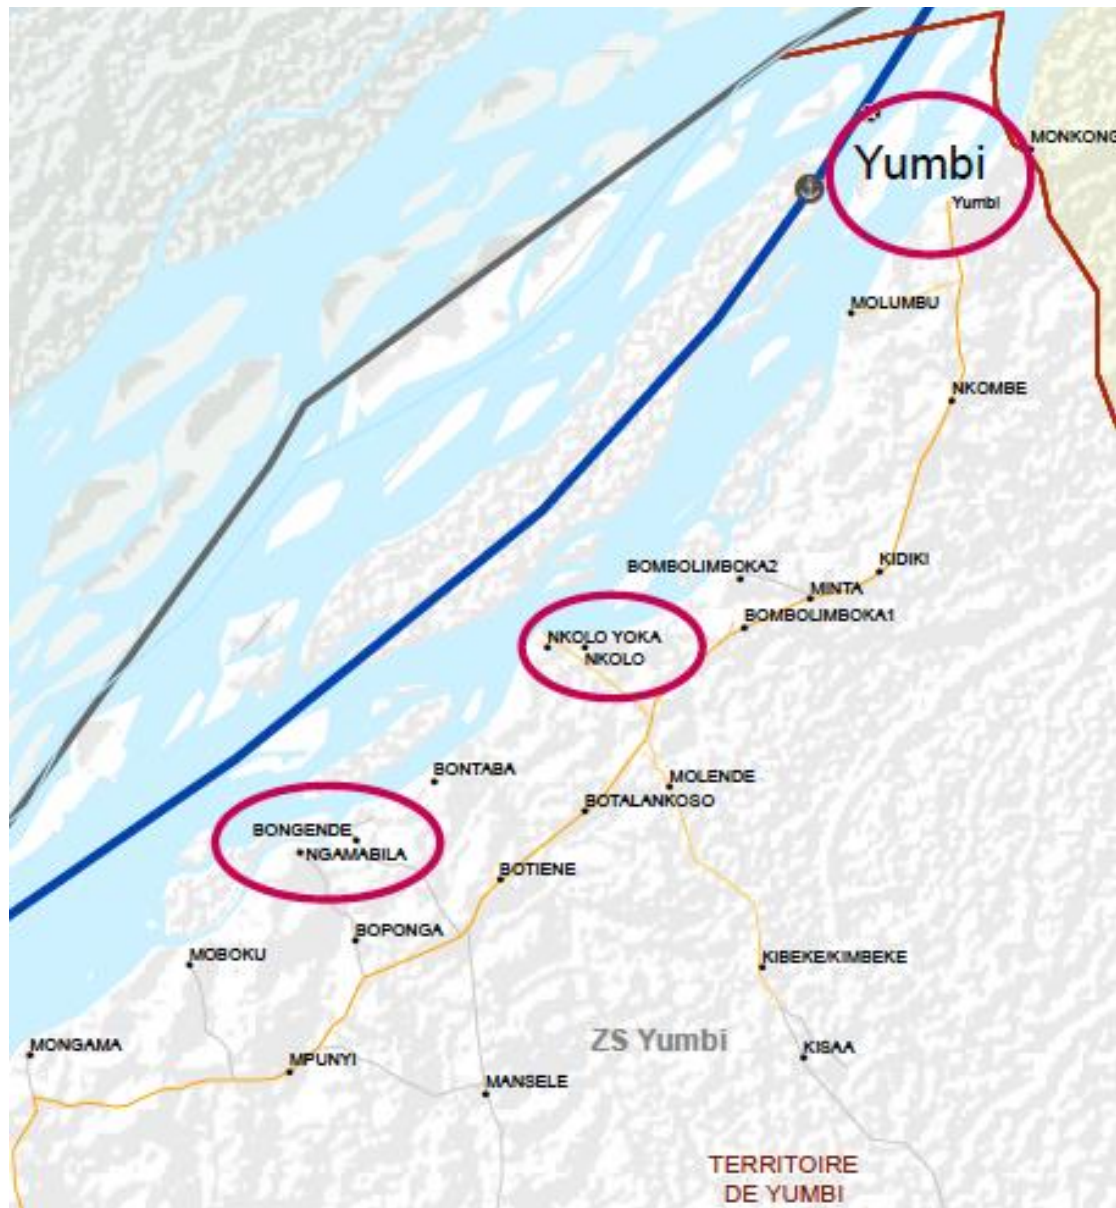 MONKONG
Yumbi
Yumbi
MOLUMBU
NKOMBE
KIDIKI
BOMBOLIMBOKA2
MINTA
BOMBOLIMBOKA1
NKOLO YOKA
NKOLO
BONTABA
MOLENDE
BOTALANKOSO
BONGENDE
NGAMABILA
BOTIENE
BOPONGA
MOBOKU
KIBEKE/KIMBEKE
ZS Yumbi
MONGAMA
KISAA
MPUNYI
MANSELE
TERRITOIRE
DE YUMBI